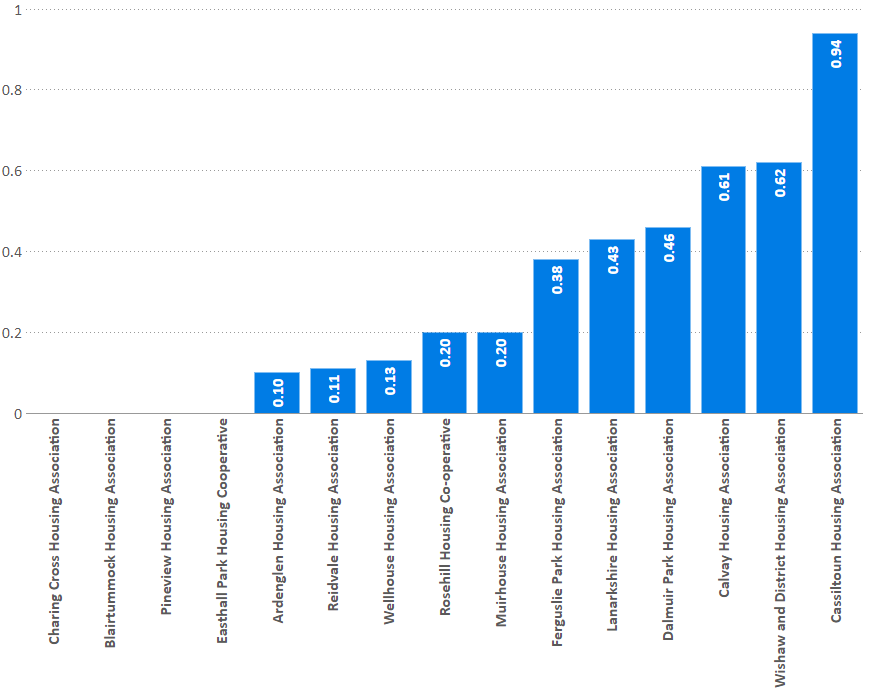 1
0.8
0.6
0.4
0.2
0
0.10
0.11
0.13
0.20
0.20
0.38
0.43
0.46
0.61
0.62
0.94
Charing Cross Housing Association
Blairtummock Housing Association
Pineview Housing Association
Easthall Park Housing Cooperative
Ardenglen Housing Association
Reidvale Housing Association
Wellhouse Housing Association
Rosehill Housing Co-operative
Muirhouse Housing Association
Ferguslie Park Housing Association
Lanarkshire Housing Association
Dalmuir Park Housing Association
Calvay Housing Association
Wishaw and District Housing Association
Cassiltoun Housing Association